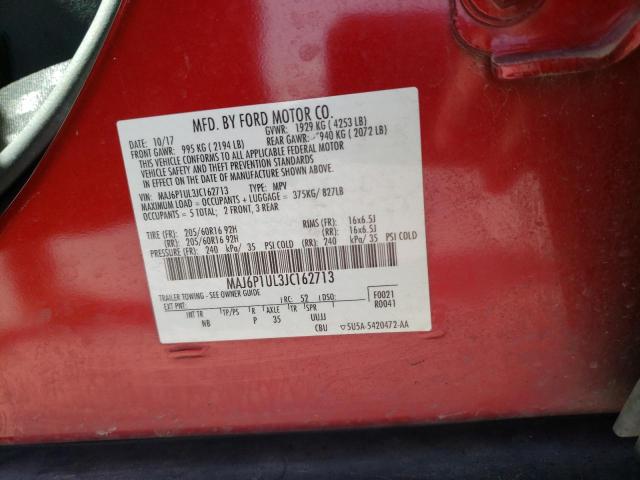 MFD. BY FORD MOTOR CO.
DATE: 10/17 GVWR: 1929 KG ( 4253 LB)
FRONT GAWR: 995 KG ( 2194 LB) REAR GAWR: 940 KG ( 2072 LB)
THIS VEHICLE CONFORMS TO ALL APPLICABLE FEDERAL MOTOR
VEHICLE SAFETY AND THEFT PREVENTION STANDARDS
IN EFFECT ON THE DATE OF MANUFACTURE SHOWN ABOVE.
VIN: MAJ6P1UL3JC162713 TYPE: MPV
MAXIMUM LOAD = OCCUPANTS + LUGGAGE = 375KG/ 827LB
OCCUPANTS = 5 TOTAL; 2 FRONT, 3 REAR
TIRE (FR): 205/60R16 92H RIMS (FR): 16x6.5J
(RR): 205/60R16 92H (RR): 16x6.5J
PRESSURE (FR): 240 kPa/ 35 PSI COLD (RR): 240 kPa/ 35 PSI COLD
MAJ6P1UL3JC162713
TRAILER TOWING - SEE OWNER GUIDE
EXT PNT: RC: 52 DSO: F0021
R0041
INT TR TP/PS R AXLE TR SPR
NB P 35 UUJJ
CBU ▽5U5A-5420472-AA